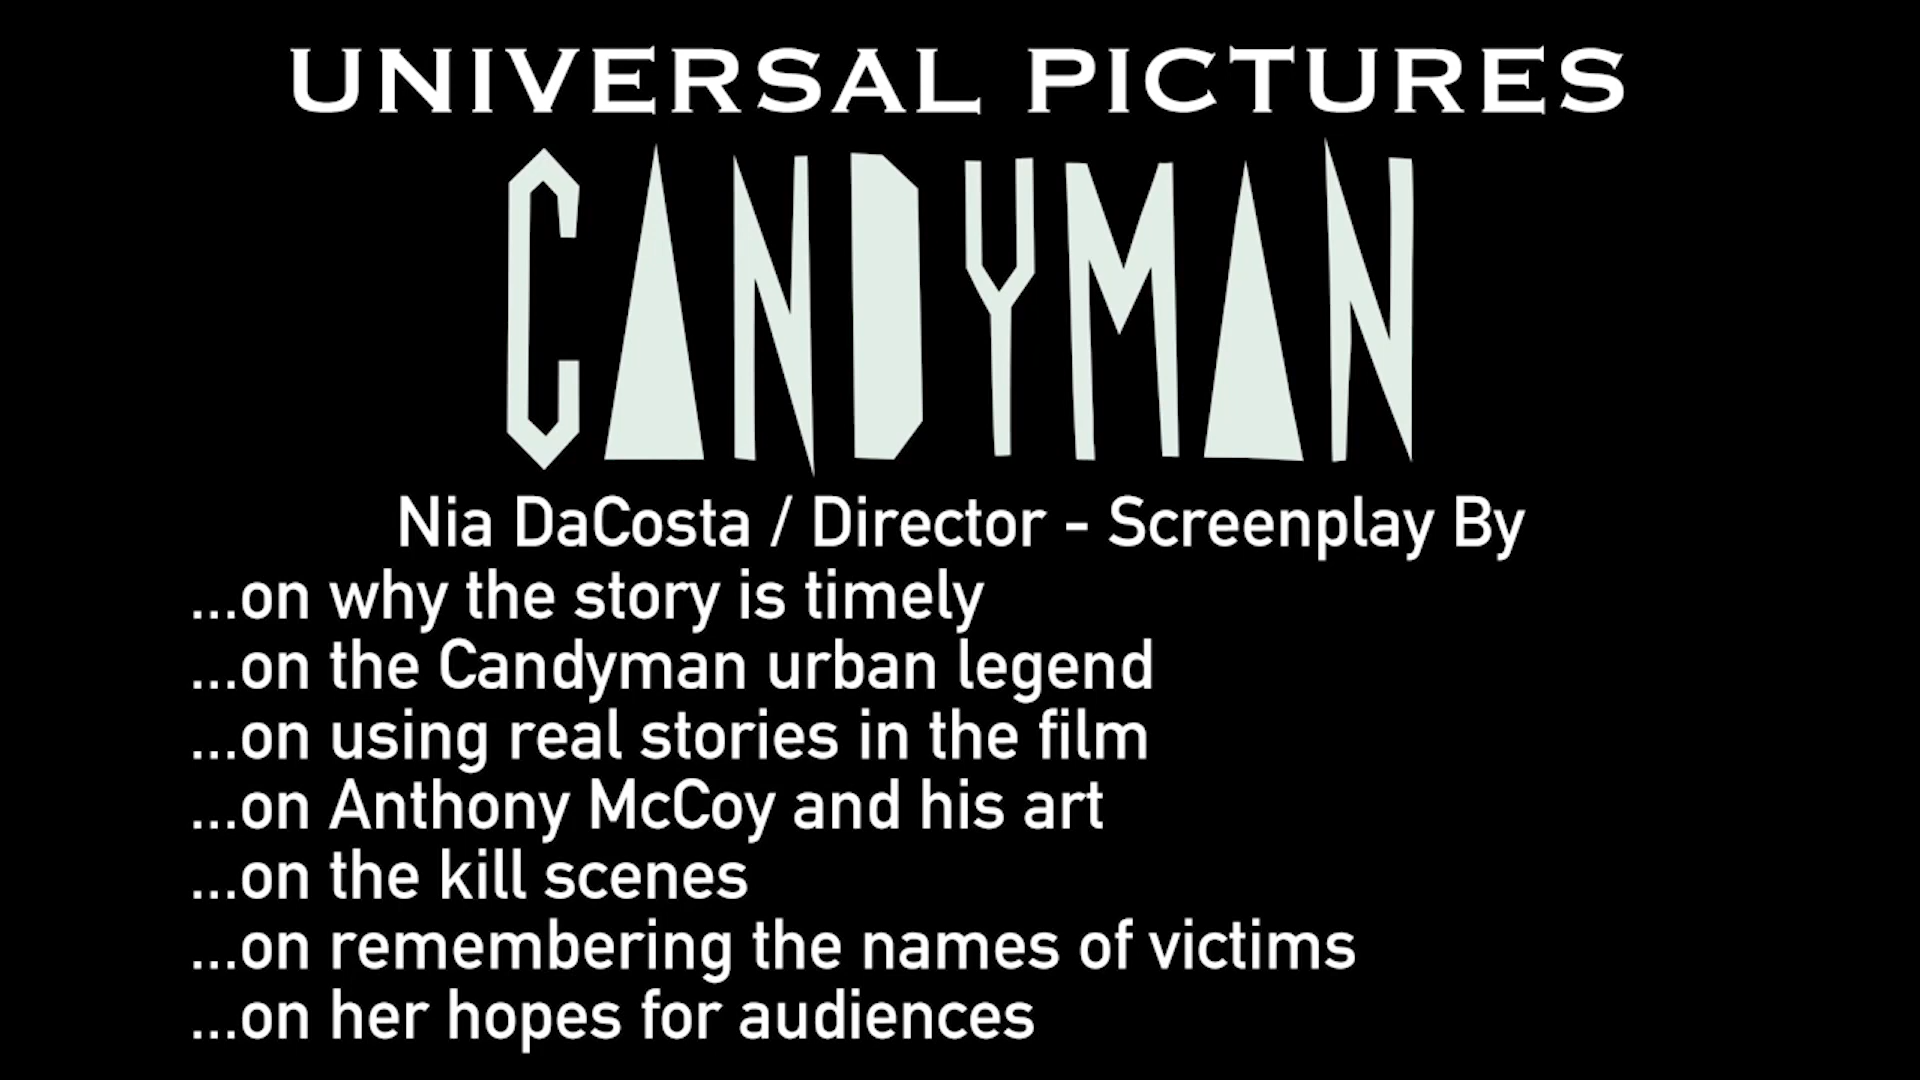 UNIVERSAL PICTURES
CANDYMAN
Nia DaCosta / Director - Screenplay By
...on why the story is timely
...on the Candyman urban legend
...on using real stories in the film
...on Anthony McCoy and his art
...on the kill scenes
...on remembering the names of victims
...on her hopes for audiences